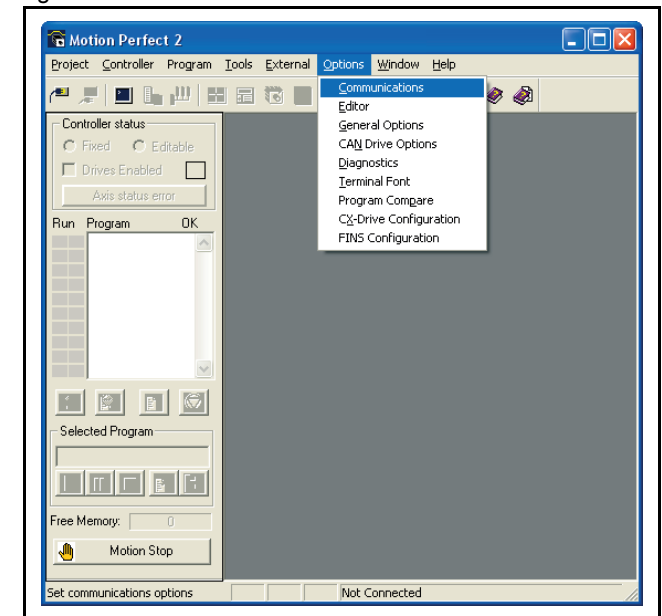 Motion Perfect 2
Project Controller Program Tools External Options Window Help
Communications
Editor
General Options
CAN Drive Options
Diagnostics
Terminal Font
Program Compare
CX-Drive Configuration
FINS Configuration
Controller status
Fixed Editable
Drives Enabled
Axis status error
Run Program OK
Selected Program
Free Memory: 0
Motion Stop
Set communications options Not Connected